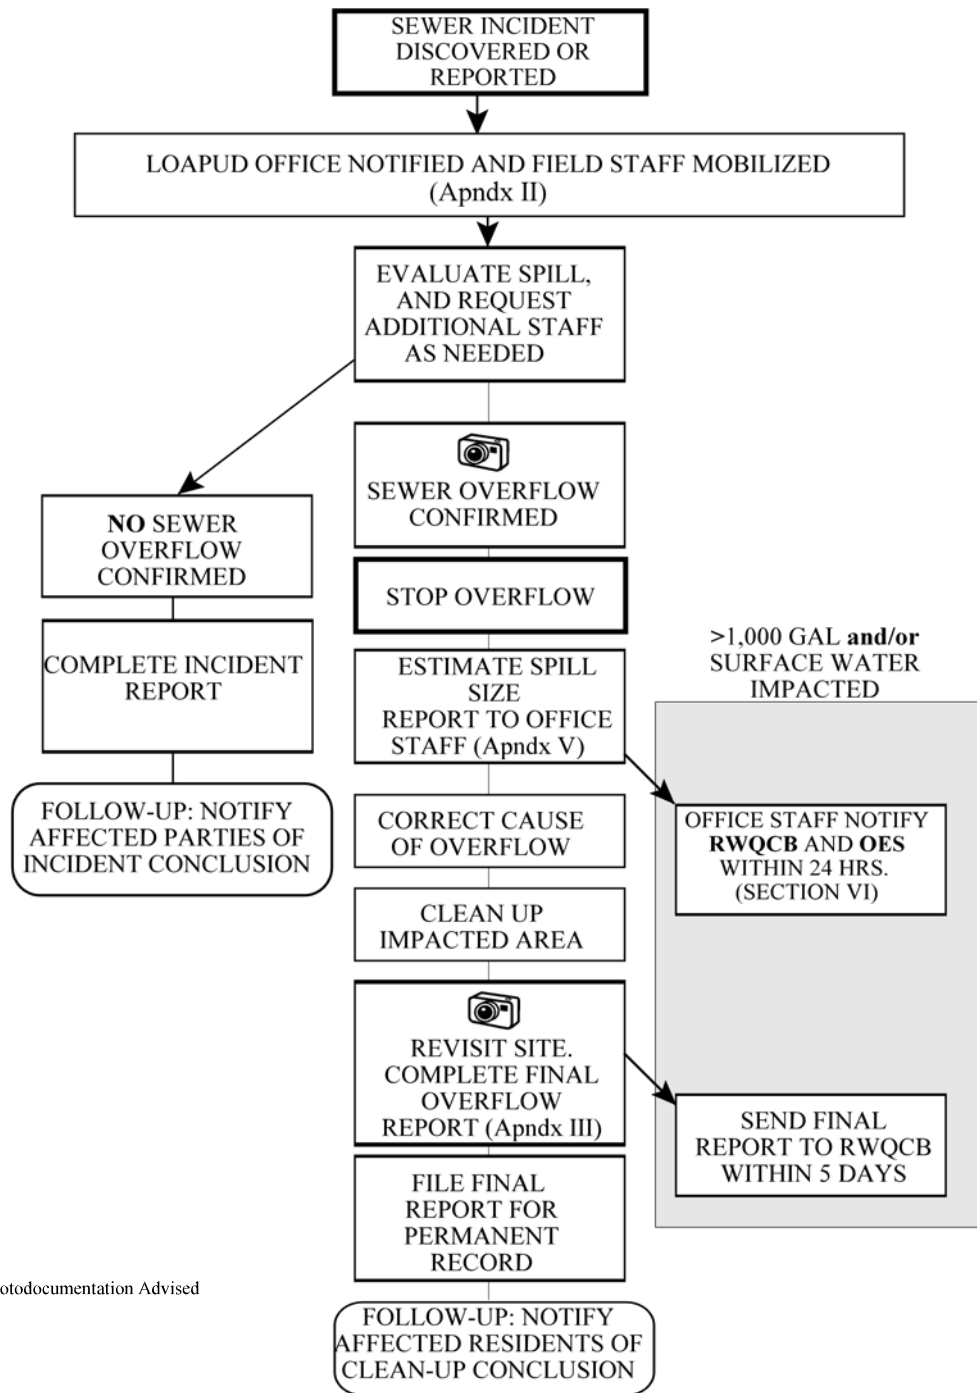 SEWER INCIDENT
DISCOVERED OR
REPORTED
LOAPUD OFFICE NOTIFIED AND FIELD STAFF MOBILIZED
(Apndx II)
EVALUATE SPILL,
AND REQUEST
ADDITIONAL STAFF
AS NEEDED
SEWER OVERFLOW
CONFIRMED
NO SEWER
OVERFLOW
CONFIRMED
STOP OVERFLOW
COMPLETE INCIDENT
REPORT
>1,000 GAL and/or
SURFACE WATER
IMPACTED
ESTIMATE SPILL
SIZE
REPORT TO OFFICE
STAFF (Apndx V)
FOLLOW-UP: NOTIFY
AFFECTED PARTIES OF
INCIDENT CONCLUSION
CORRECT CAUSE
OF OVERFLOW
OFFICE STAFF NOTIFY
RWQCB AND OES
WITHIN 24 HRS.
(SECTION VI)
CLEAN UP
IMPACTED AREA
REVISIT SITE.
COMPLETE FINAL
OVERFLOW
REPORT (Apndx III)
SEND FINAL
REPORT TO RWQCB
WITHIN 5 DAYS
FILE FINAL
REPORT FOR
PERMANENT
RECORD
otodocumentation Advised
FOLLOW-UP: NOTIFY
AFFECTED RESIDENTS OF
CLEAN-UP CONCLUSION